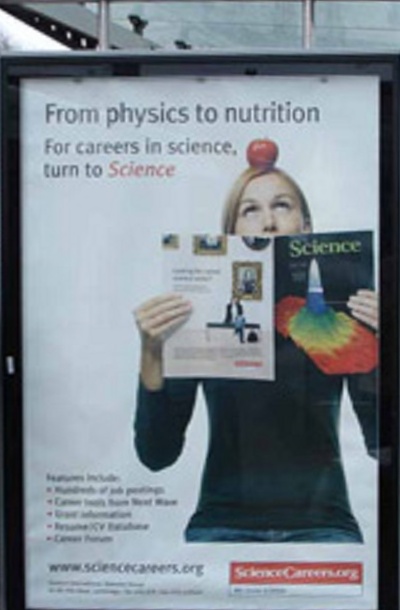 From physics to nutrition
For careers in science,
turn to Science
Science
Features include:
• Hundreds of job postings
• Career tools from Next Wave
• Grant information
• Resume/CV Database
• Career Forum
www.sciencecareers.org
ScienceCareers.org